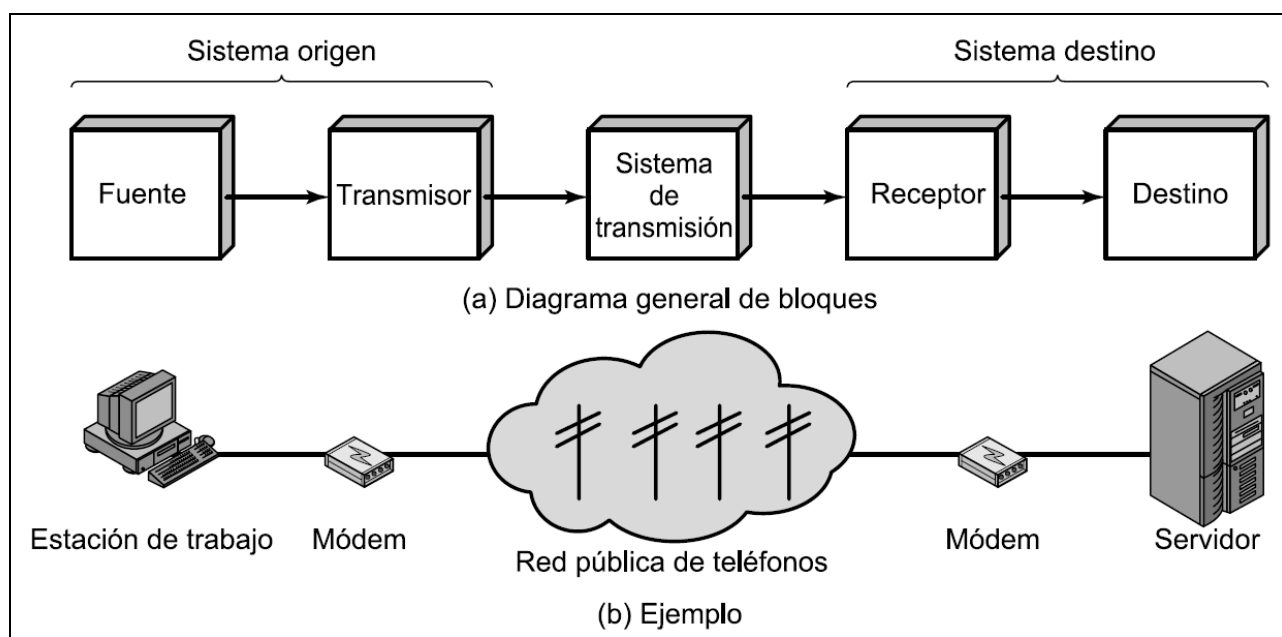 Sistema origen
Sistema destino
Fuente
Transmisor
Sistema
de
transmisión
Receptor
Destino
(a) Diagrama general de bloques
Estación de trabajo
Módem
Red pública de teléfonos
Módem
Servidor
(b) Ejemplo